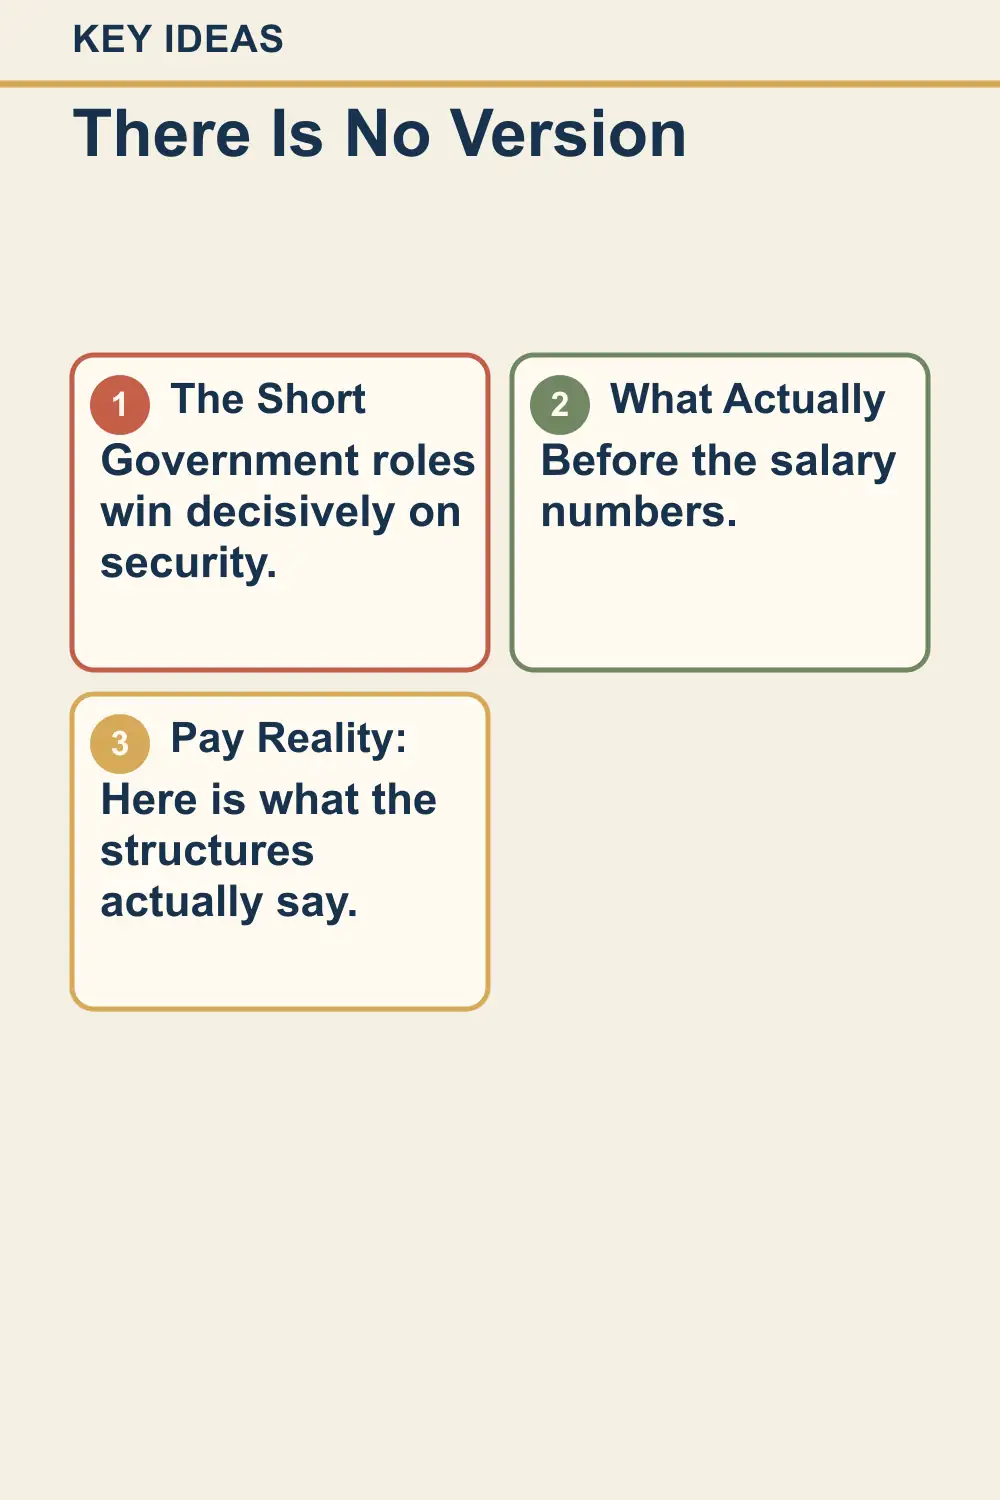 KEY IDEAS
There Is No Version
1 The Short
Government roles
win decisively on
security.
2 What Actually
Before the salary
numbers.
3 Pay Reality:
Here is what the
structures
actually say.